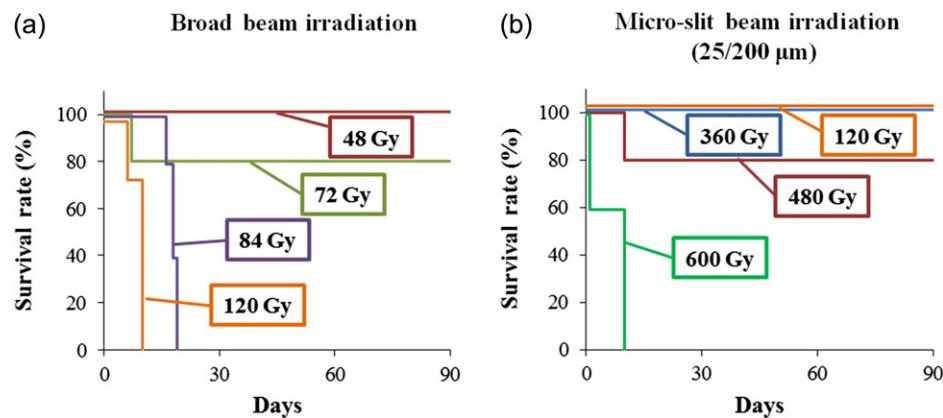 (a) Broad beam irradiation
Survival rate (%)
100
80
60
40
20
0
0 30 60 90
Days
48 Gy
72 Gy
84 Gy
120 Gy
(b) Micro-slit beam irradiation
(25/200 μm)
Survival rate (%)
100
80
60
40
20
0
0 30 60 90
Days
360 Gy
120 Gy
480 Gy
600 Gy